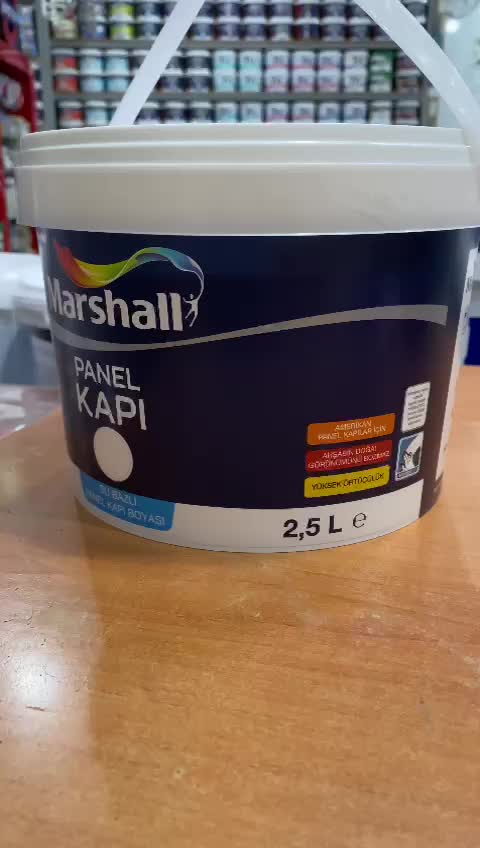 Marshall
PANEL
KAPI
SU BAZLI
PANEL KAPI BOYASI
AMERİKAN
PANEL KAPILAR İÇİN
AHŞABIN DOĞAL
GÖRÜNÜMÜNÜ BOZMAZ
YÜKSEK ÖRTÜCÜLÜK
2,5 L ℮